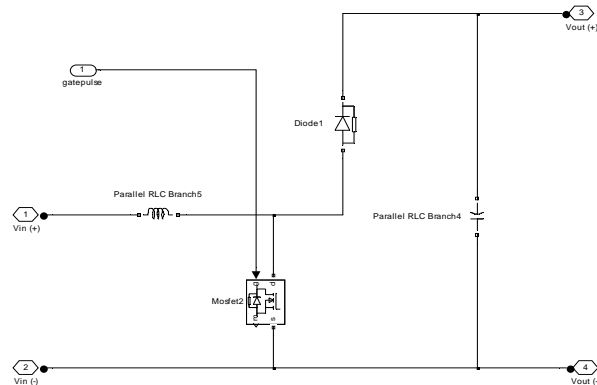 3
Vout (+)
1
gatepulse
Diode1
Parallel RLC Branch5
1
Vin (+)
Parallel RLC Branch4
g
d
Mosfet2
m
s
2
Vin (-)
4
Vout (-